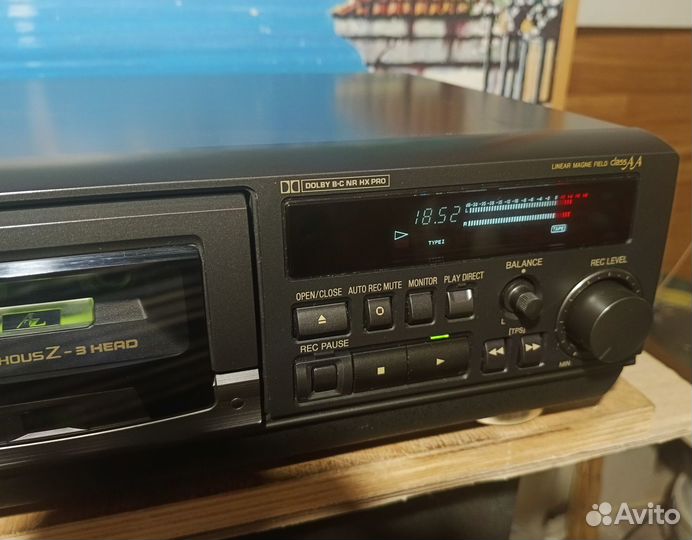 LINEAR MAGNE FIELD class AA
DOLBY B-C NR HX PRO
18.52
L
R
TYPE I
TAPE
OPEN/CLOSE
AUTO REC MUTE
MONITOR
PLAY DIRECT
BALANCE
REC LEVEL
REC PAUSE
L
[TPS]
MIN
HOUS Z-3 HEAD
Avito